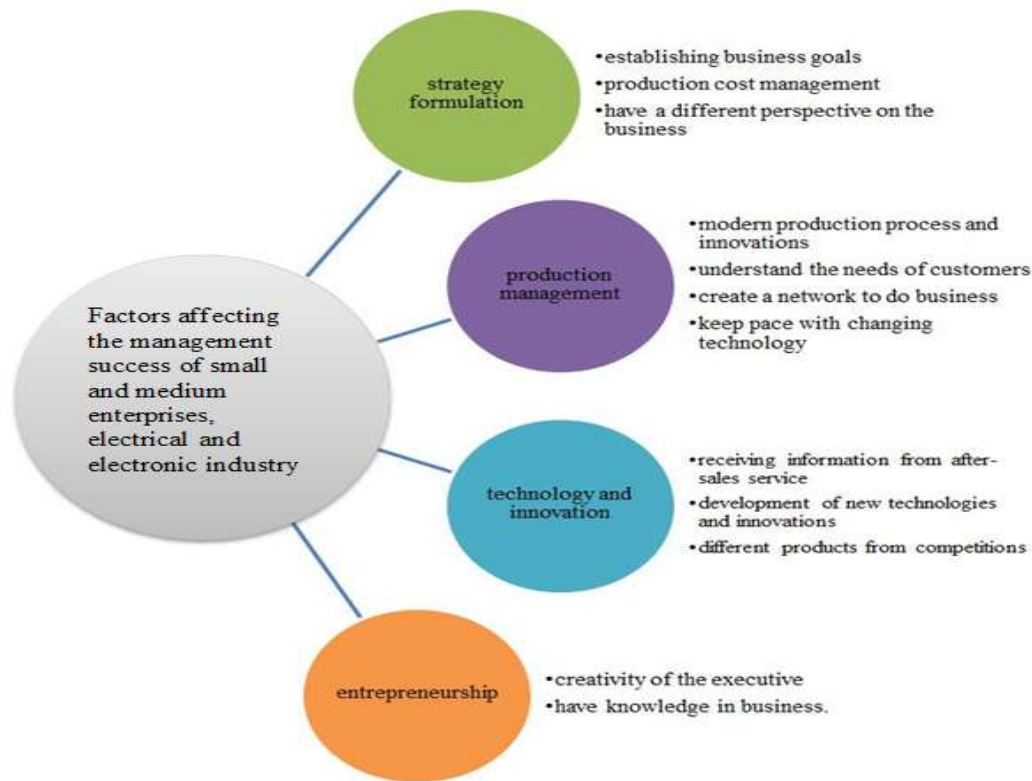 Factors affecting
the management
success of small
and medium
enterprises,
electrical and
electronic industry
strategy
formulation
•establishing business goals
•production cost management
•have a different perspective on the
business
production
management
•modern production process and
innovations
•understand the needs of customers
•create a network to do business
•keep pace with changing
technology
technology and
innovation
•receiving information from after-
sales service
•development of new technologies
and innovations
•different products from competitions
entrepreneurship
•creativity of the executive
•have knowledge in business.